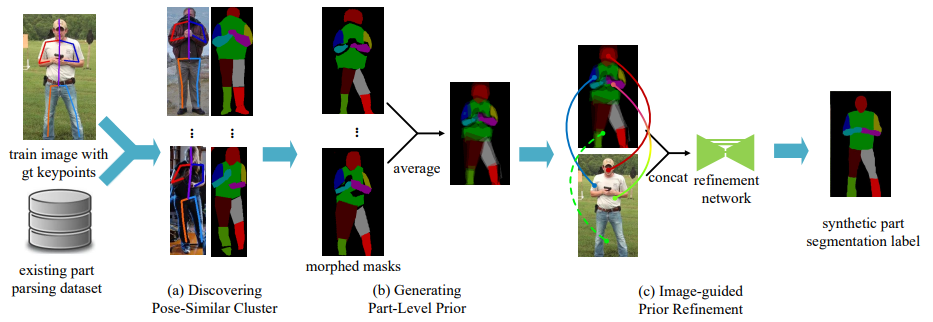 train image with
gt keypoints
existing part
parsing dataset
(a) Discovering
Pose-Similar Cluster
morphed masks
average
(b) Generating
Part-Level Prior
concat
refinement
network
(c) Image-guided
Prior Refinement
synthetic part
segmentation label